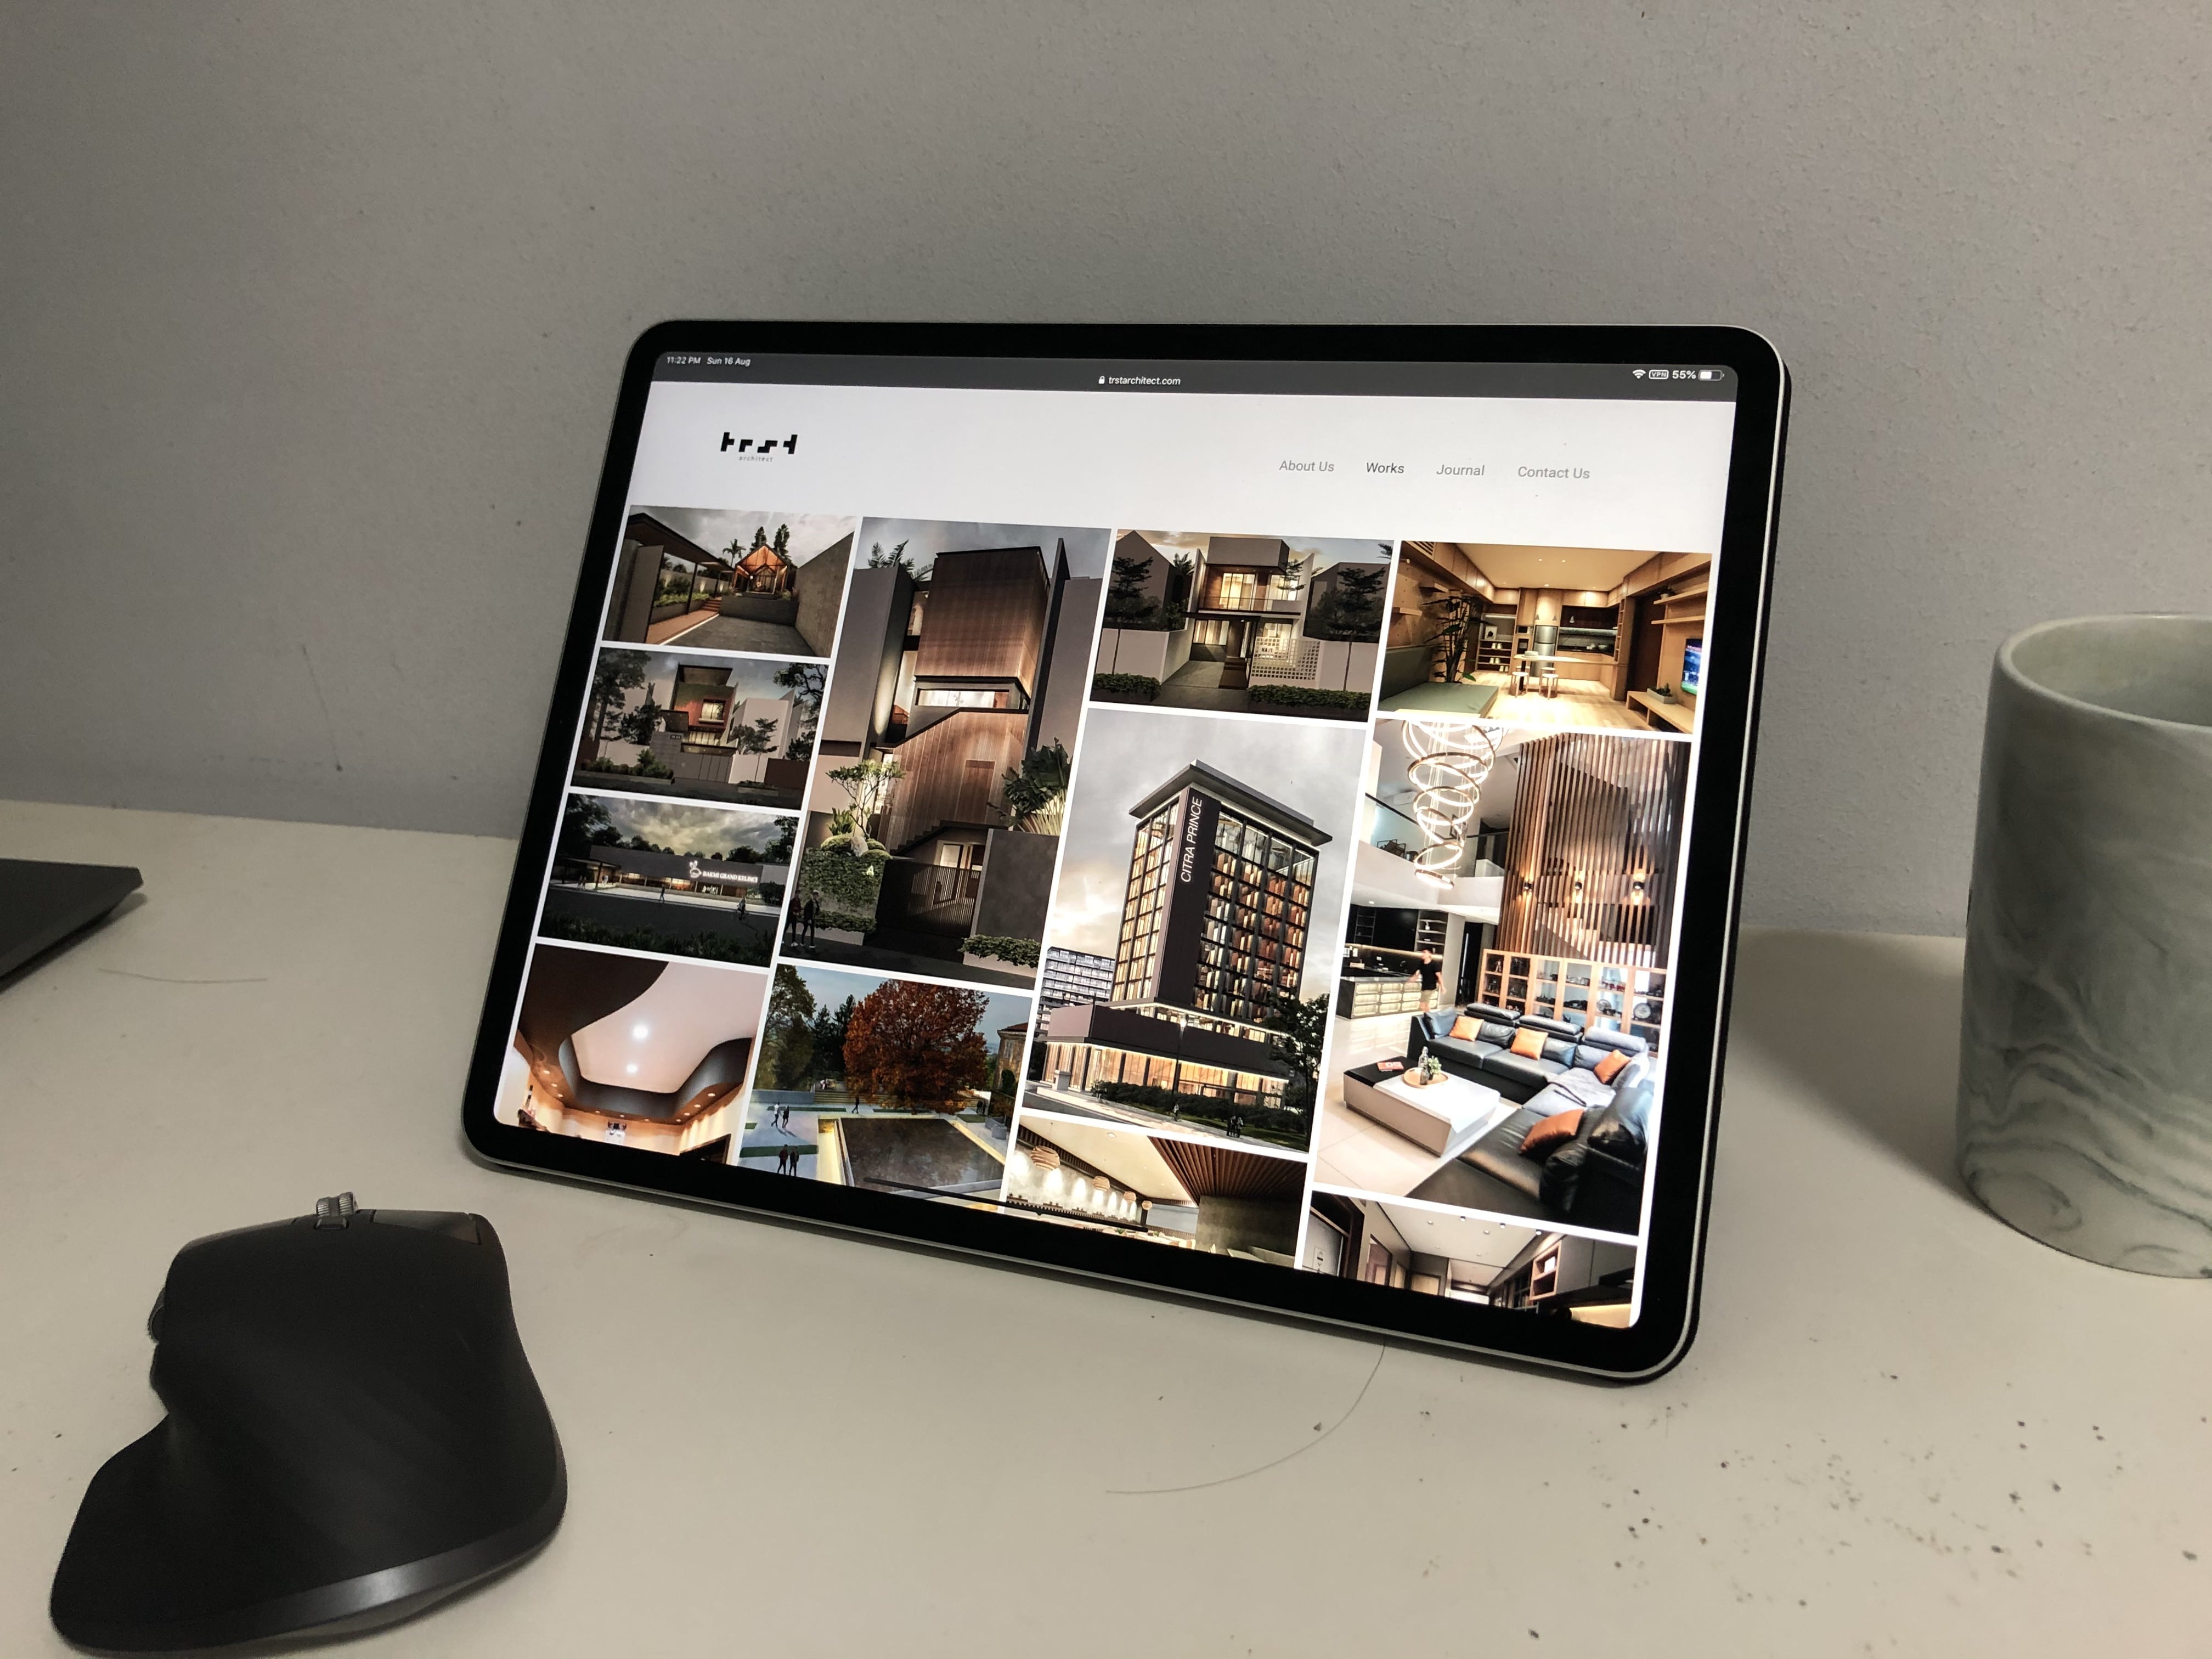 11:22 PM Sun 16 Aug
trstarchitect.com
VPN 55%
trst
architect
About Us Works Journal Contact Us
BAKMI GRAND KELINCI
CITRA PRINCE